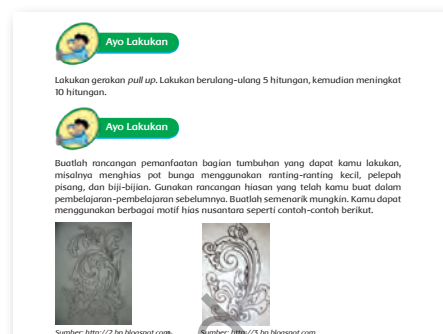 Ayo Lakukan
Lakukan gerakan pull up. Lakukan berulang-ulang 5 hitungan, kemudian meningkat
10 hitungan.
Ayo Lakukan
Buatlah rancangan pemanfaatan bagian tumbuhan yang dapat kamu lakukan,
misalnya menghias pot bunga menggunakan ranting-ranting kecil, pelepah
pisang, dan biji-bijian. Gunakan rancangan hiasan yang telah kamu buat dalam
pembelajaran-pembelajaran sebelumnya. Buatlah semenarik mungkin. Kamu dapat
menggunakan berbagai motif hias nusantara seperti contoh-contoh berikut.
Sumber: http://2.bp.blogspot.com
Sumber: http://3.bp.blogspot.com